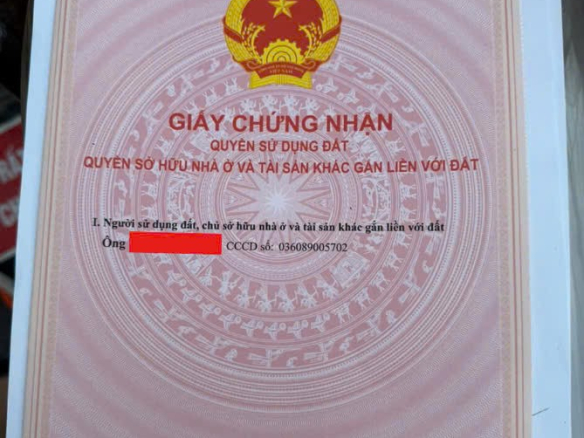 GIẤY CHỨNG NHẬN
QUYỀN SỬ DỤNG ĐẤT
QUYỀN SỞ HỮU NHÀ Ở VÀ TÀI SẢN KHÁC GẮN LIỀN VỚI ĐẤT
I. Người sử dụng đất, chủ sở hữu nhà ở và tài sản khác gắn liền với đất
Ông CCCD số: 036089005702